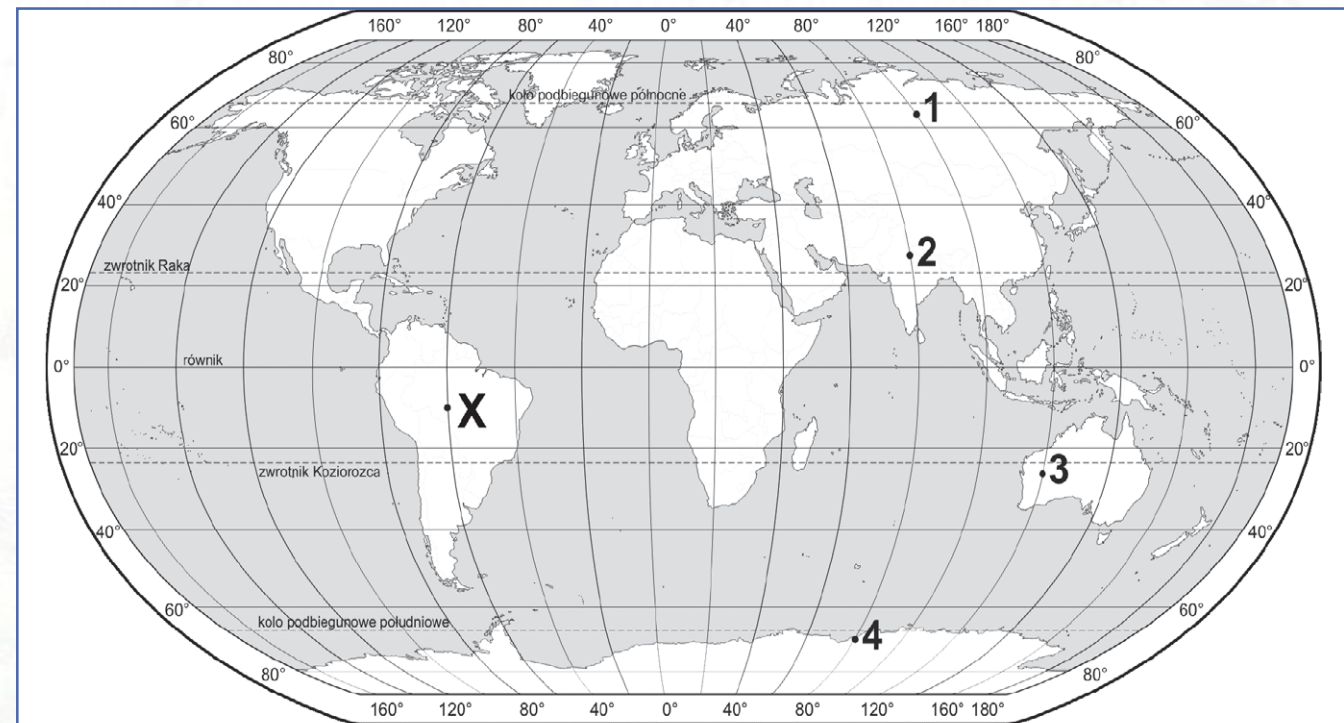 160° 120° 80° 40° 0° 40° 80° 120° 160° 180°
80° 80°
koło podbiegunowe północne
1
60° 60°
40° 40°
2
zwrotnik Raka
20° 20°
równik
0° 0°
X
20° 20°
zwrotnik Koziorożca
3
40° 40°
60° 60°
koło podbiegunowe południowe
4
80° 80°
160° 120° 80° 40° 0° 40° 80° 120° 160° 180°